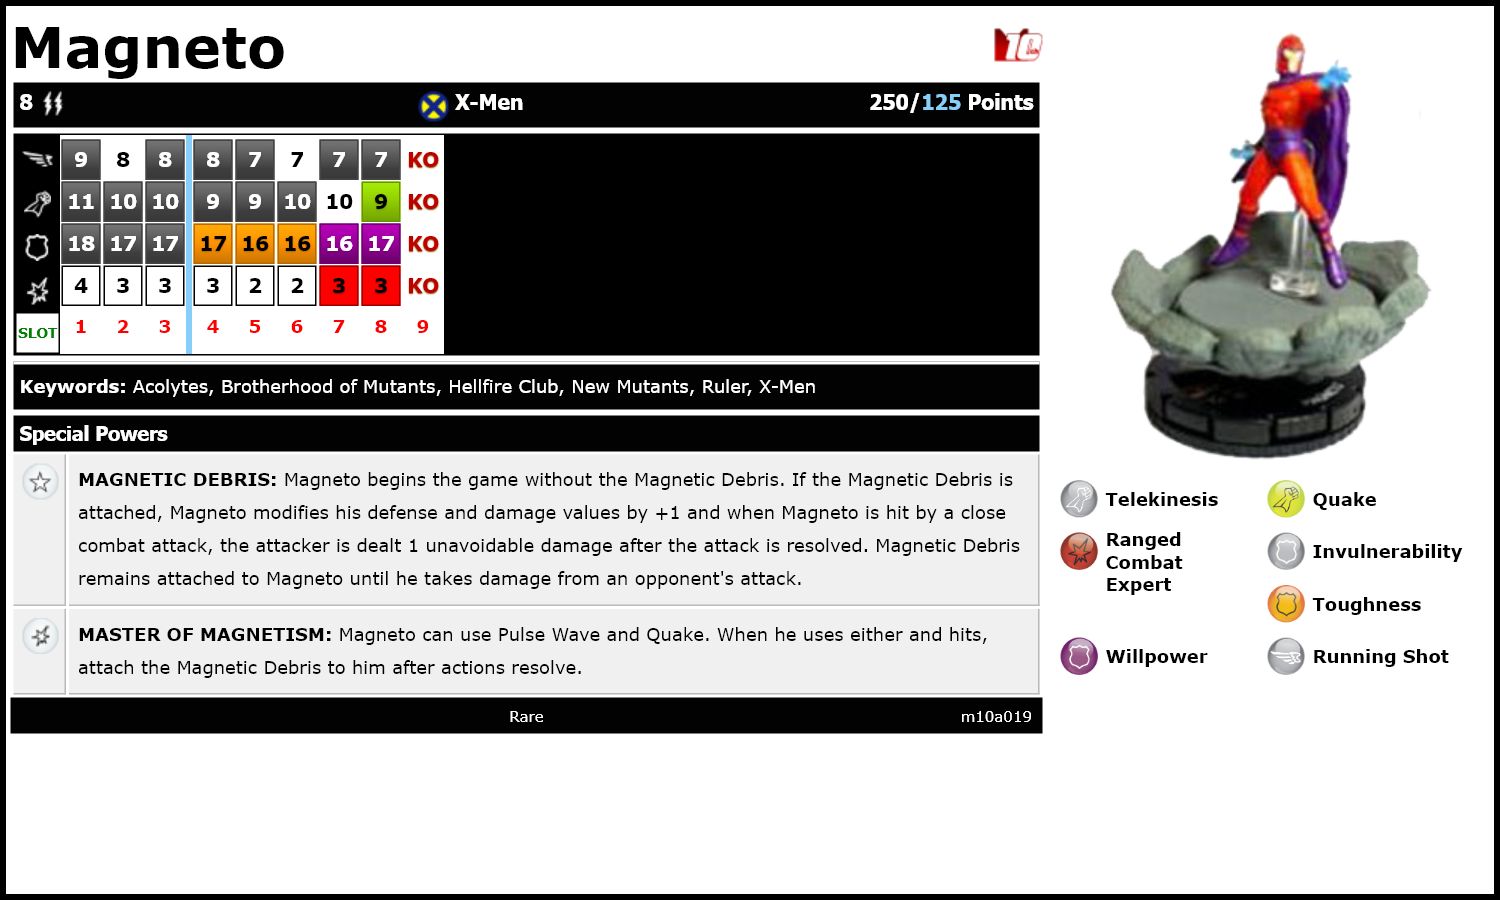 Magneto
10
8 X-Men 250/125 Points
9 8 8 8 7 7 7 7 KO
11 10 10 9 9 10 10 9 KO
18 17 17 17 16 16 16 17 KO
4 3 3 3 2 2 3 3 KO
SLOT 1 2 3 4 5 6 7 8 9
Keywords: Acolytes, Brotherhood of Mutants, Hellfire Club, New Mutants, Ruler, X-Men
Special Powers
MAGNETIC DEBRIS: Magneto begins the game without the Magnetic Debris. If the Magnetic Debris is
attached, Magneto modifies his defense and damage values by +1 and when Magneto is hit by a close
combat attack, the attacker is dealt 1 unavoidable damage after the attack is resolved. Magnetic Debris
remains attached to Magneto until he takes damage from an opponent's attack.
MASTER OF MAGNETISM: Magneto can use Pulse Wave and Quake. When he uses either and hits,
attach the Magnetic Debris to him after actions resolve.
Rare m10a019
Telekinesis Quake
Ranged
Combat
Expert
Invulnerability
Toughness
Willpower Running Shot